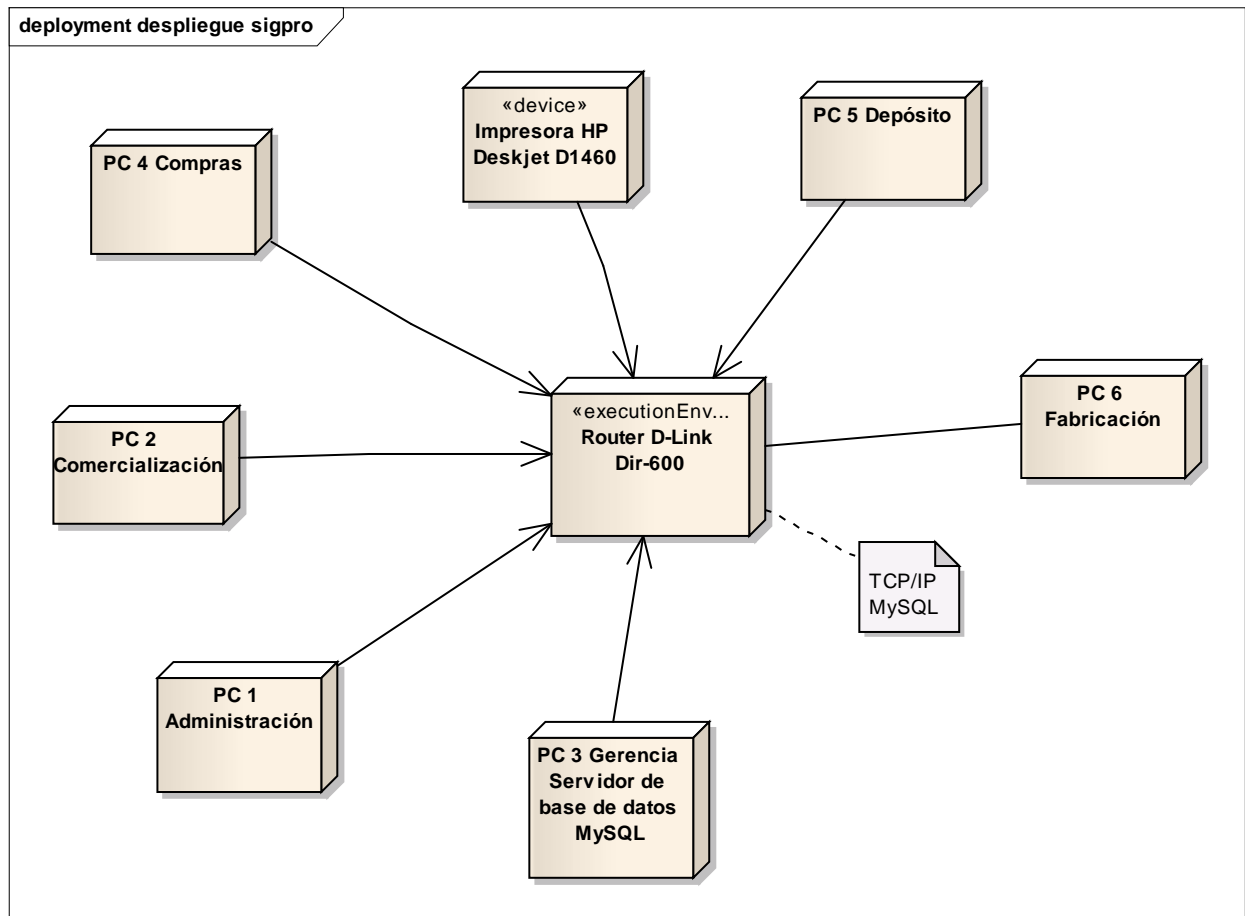 deployment despliegue sigpro
«device»
Impresora HP
Deskjet D1460
PC 5 Depósito
PC 4 Compras
«executionEnv...
Router D-Link
Dir-600
PC 6
Fabricación
PC 2
Comercialización
TCP/IP
MySQL
PC 1
Administración
PC 3 Gerencia
Servidor de
base de datos
MySQL